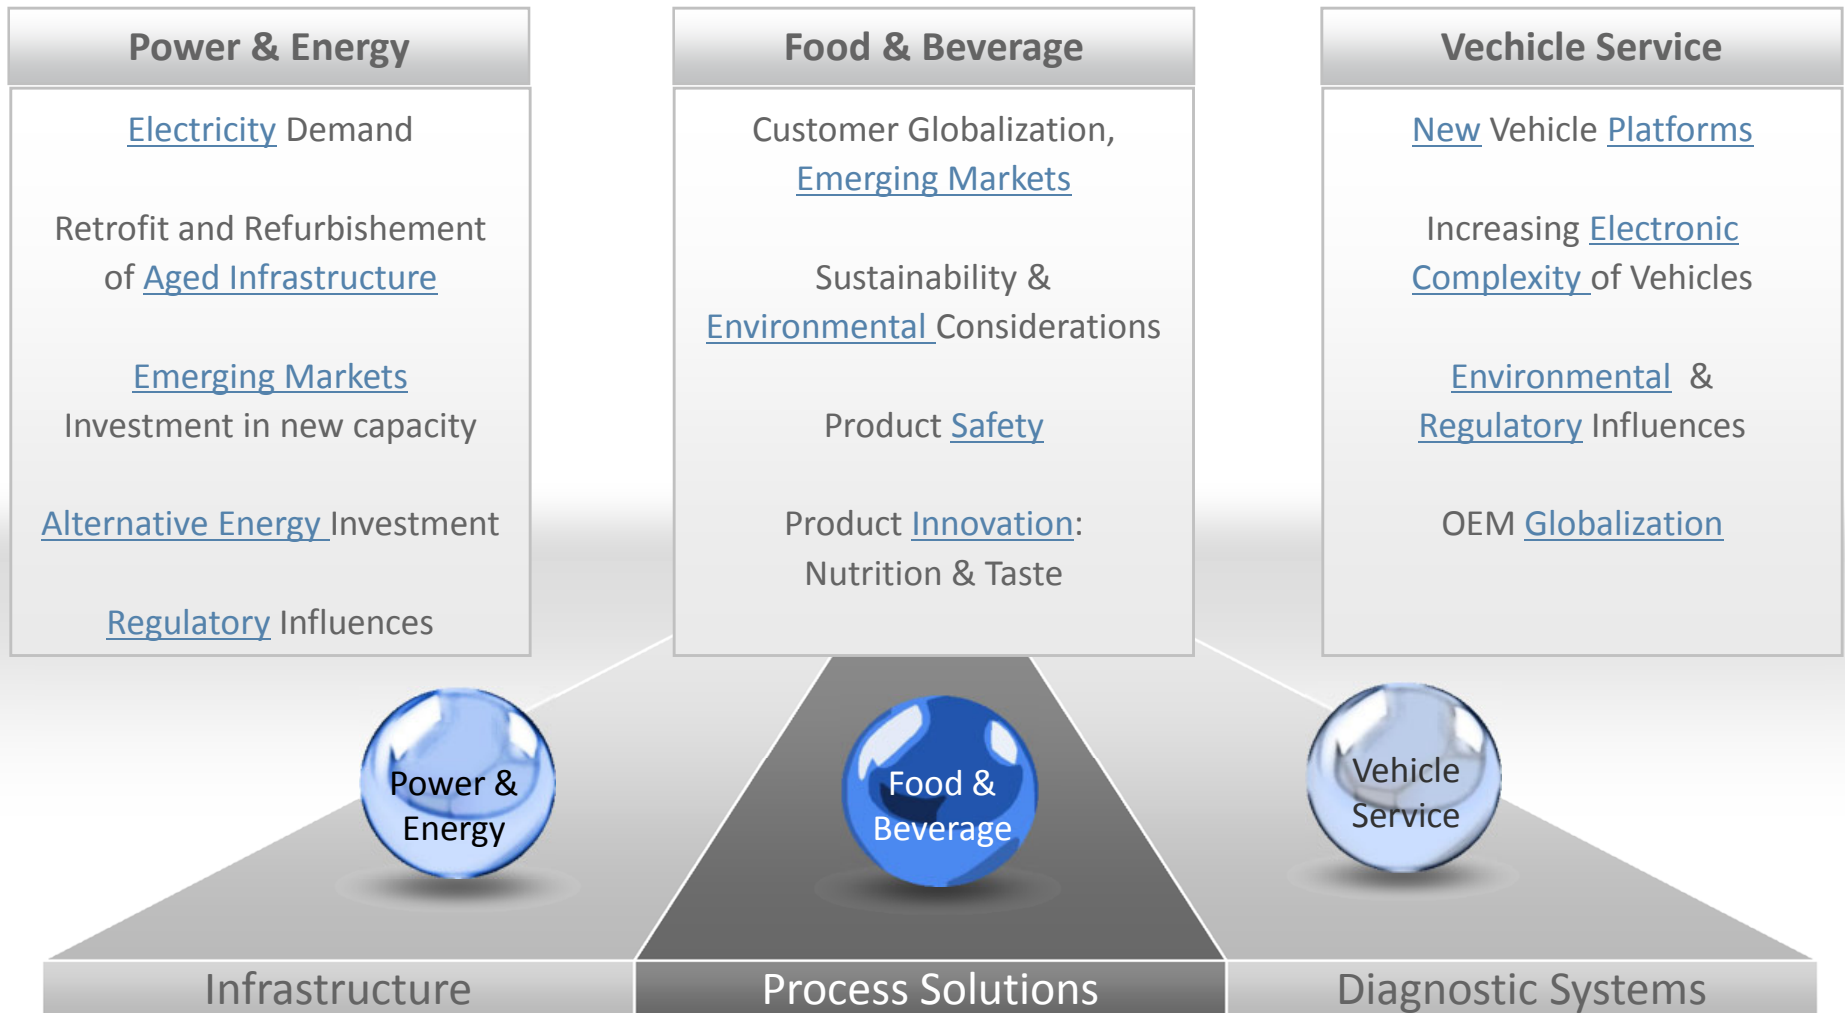 Power & Energy
Electricity Demand
Retrofit and Refurbishement
of Aged Infrastructure
Emerging Markets
Investment in new capacity
Alternative Energy Investment
Regulatory Influences
Food & Beverage
Customer Globalization,
Emerging Markets
Sustainability &
Environmental Considerations
Product Safety
Product Innovation:
Nutrition & Taste
Vechicle Service
New Vehicle Platforms
Increasing Electronic
Complexity of Vehicles
Environmental &
Regulatory Influences
OEM Globalization
Power &
Energy
Food &
Beverage
Vehicle
Service
Infrastructure
Process Solutions
Diagnostic Systems